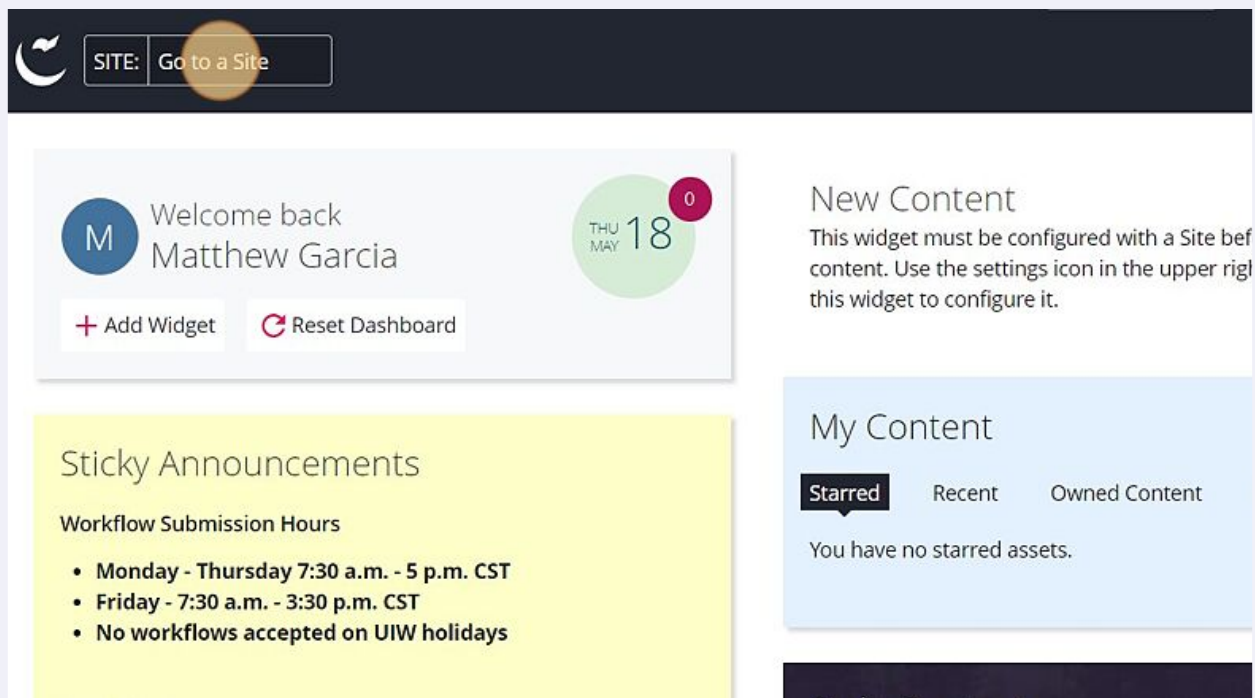 SITE: Go to a Site
M
Welcome back
Matthew Garcia
THU
MAY 18
0
+ Add Widget
Reset Dashboard
Sticky Announcements
Workflow Submission Hours
• Monday - Thursday 7:30 a.m. - 5 p.m. CST
• Friday - 7:30 a.m. - 3:30 p.m. CST
• No workflows accepted on UIW holidays
New Content
This widget must be configured with a Site bef
content. Use the settings icon in the upper rig
this widget to configure it.
My Content
Starred Recent Owned Content
You have no starred assets.